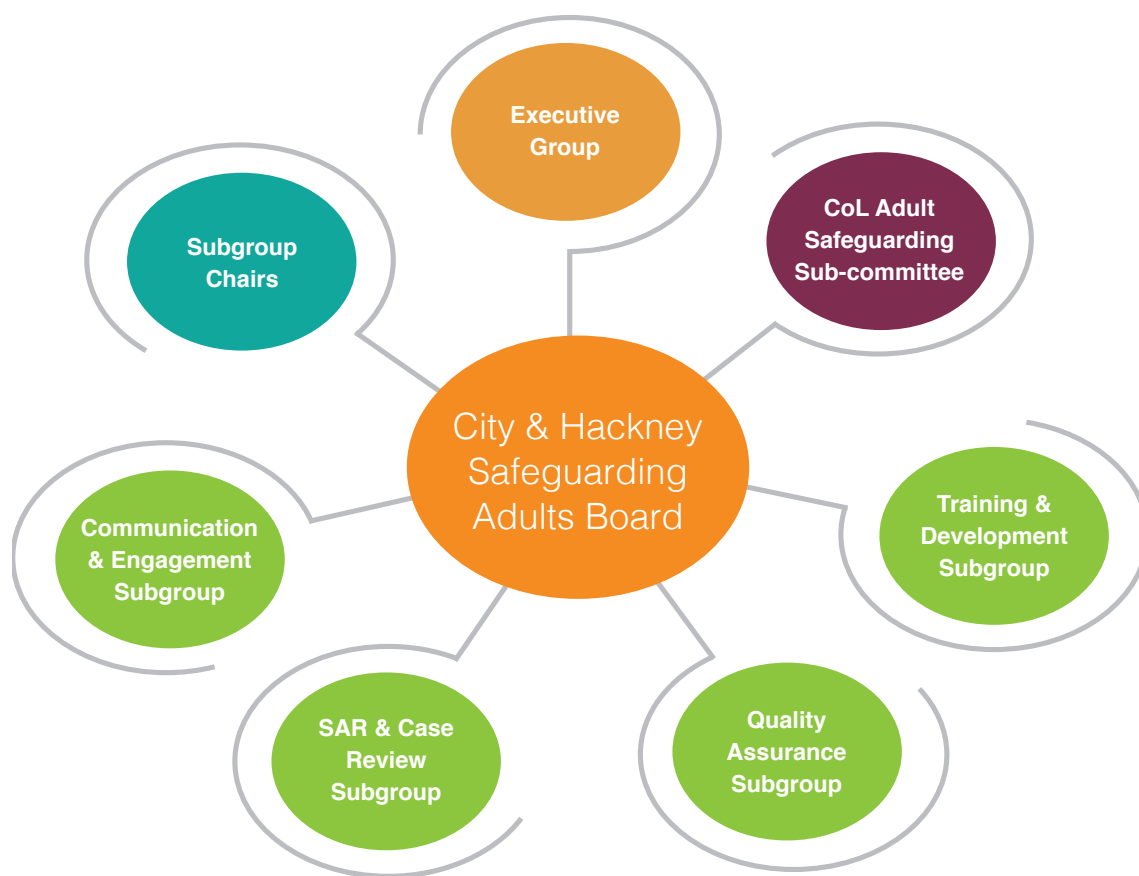 Executive
Group
CoL Adult
Safeguarding
Sub-committee
Subgroup
Chairs
City & Hackney
Safeguarding
Adults Board
Training &
Development
Subgroup
Communication
& Engagement
Subgroup
SAR & Case
Review
Subgroup
Quality
Assurance
Subgroup